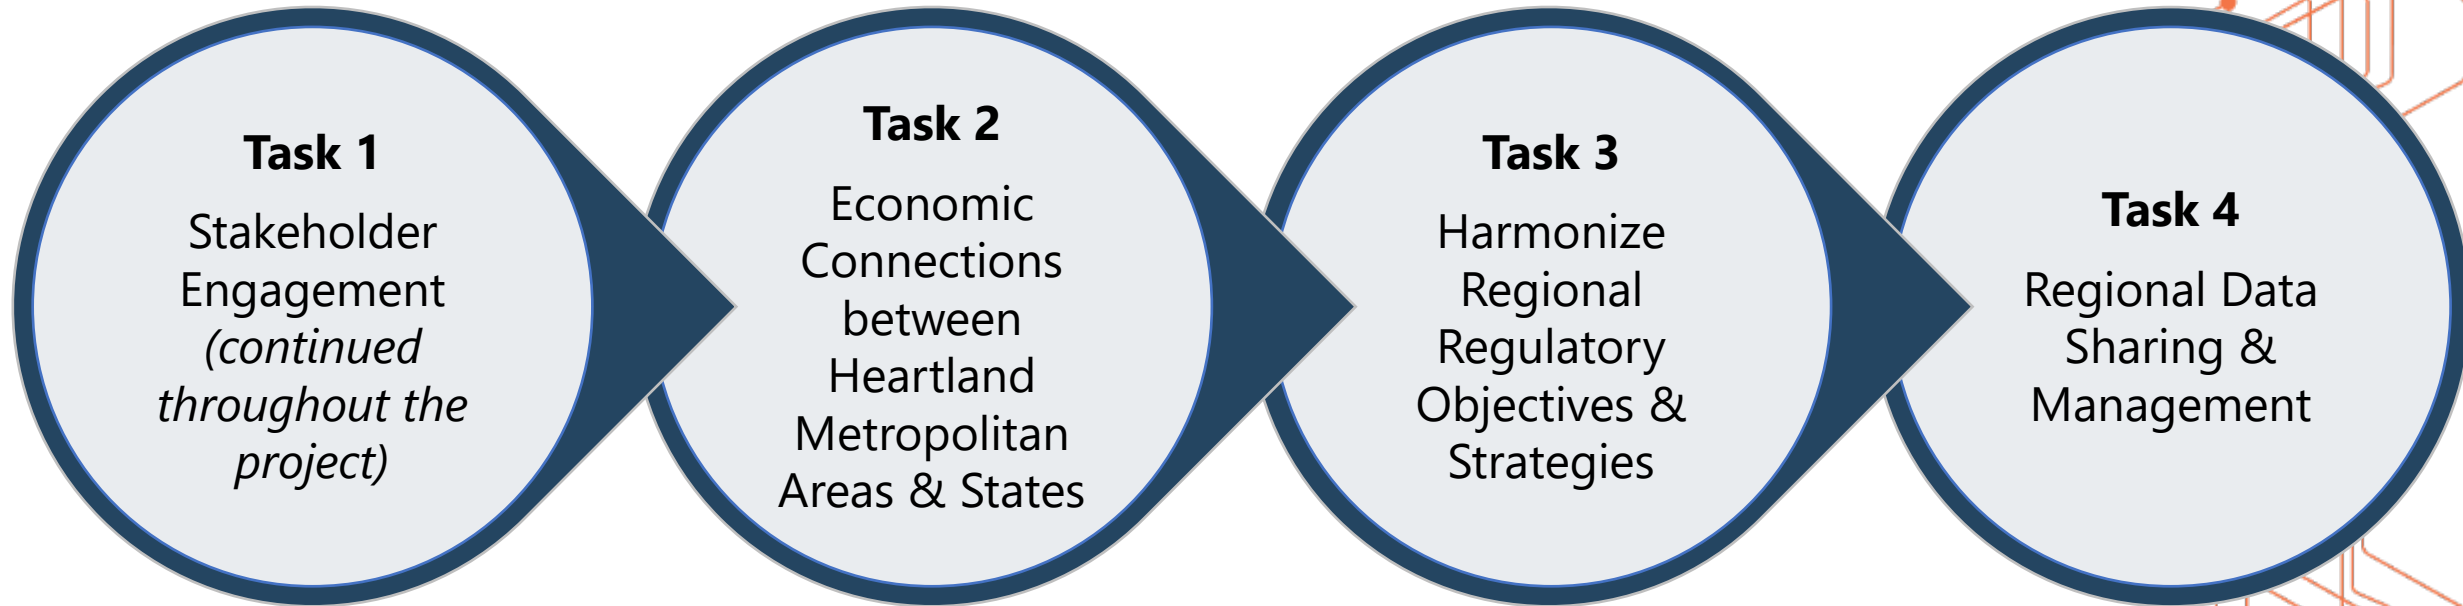 Task 1
Stakeholder
Engagement
(continued
throughout the
project)
Task 2
Economic
Connections
between
Heartland
Metropolitan
Areas & States
Task 3
Harmonize
Regional
Regulatory
Objectives &
Strategies
Task 4
Regional Data
Sharing &
Management